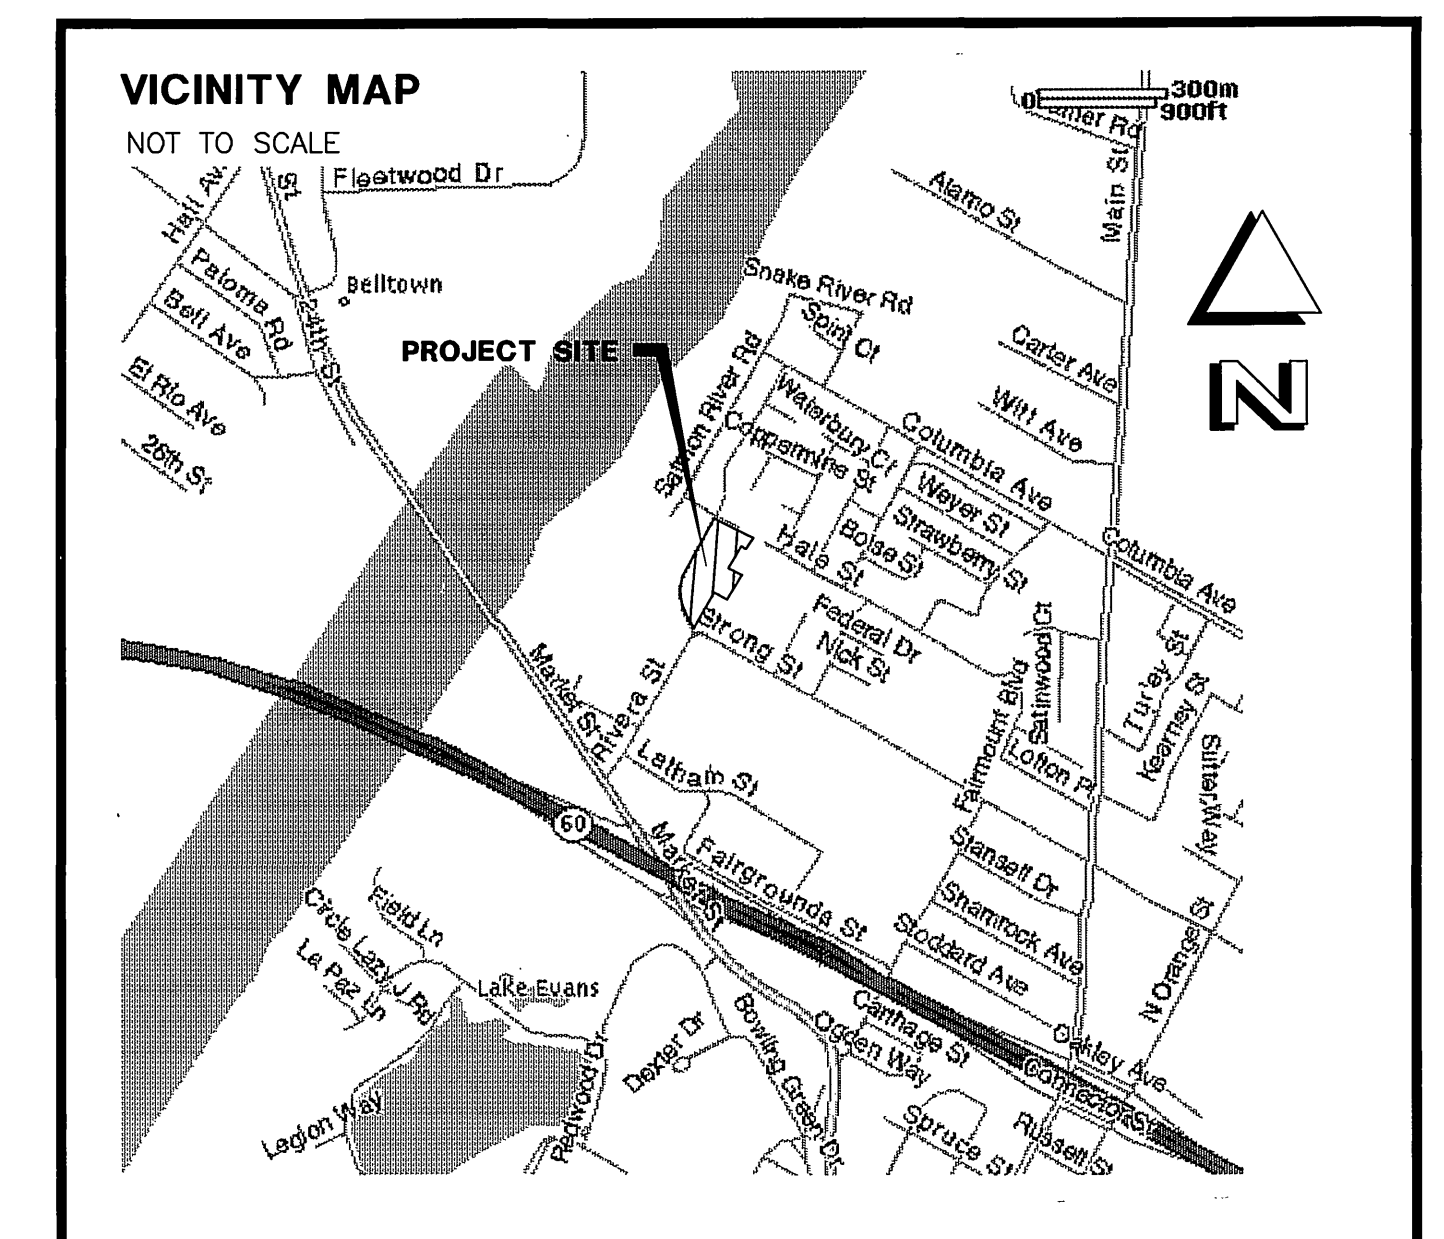 VICINITY MAP
NOT TO SCALE
0
300m
900ft
Fleetwood Dr
St
Main St
Alamo St
Paloma Rd
Bell Ave
24th St
Belltown
Snake River Rd
Spirit Ct
Carter Ave
PROJECT SITE
El Rio Ave
26th St
Witt Ave
N
Salmon River Rd
Waterbury Ct
Coppermine St
Columbia Ave
Weyer St
Strawberry St
Hale St
Boise St
Columbia Ave
Federal Dr
Nick St
Strong St
Satinwood Ct
Turley St
Kearney St
Market St
Rivera St
Fairmount Blvd
Lofton Pl
Latham St
60
Market St
Fairgrounds St
Stansell Dr
Shamrock Ave
Stoddard Ave
Circle
Field Ln
Lazy J Rd
La Paz Ln
Lake Evans
N Orange St
Carthage St
Ogden Way
Oakley Ave
Connector St
Dexter Dr
Bowling Green Dr
Redwood Dr
Legion Way
Spruce St
Russell St